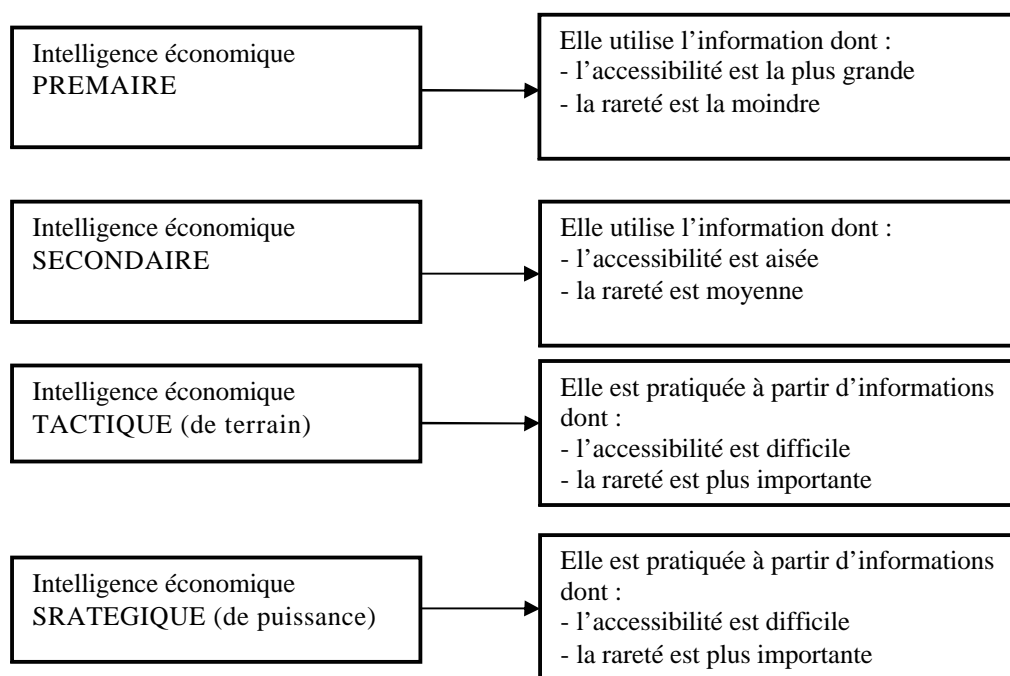 Intelligence économique
PREMAIRE
Elle utilise l’information dont :
- l’accessibilité est la plus grande
- la rareté est la moindre
Intelligence économique
SECONDAIRE
Elle utilise l’information dont :
- l’accessibilité est aisée
- la rareté est moyenne
Intelligence économique
TACTIQUE (de terrain)
Elle est pratiquée à partir d’informations
dont :
- l’accessibilité est difficile
- la rareté est plus importante
Intelligence économique
SRATEGIQUE (de puissance)
Elle est pratiquée à partir d’informations
dont :
- l’accessibilité est difficile
- la rareté est plus importante